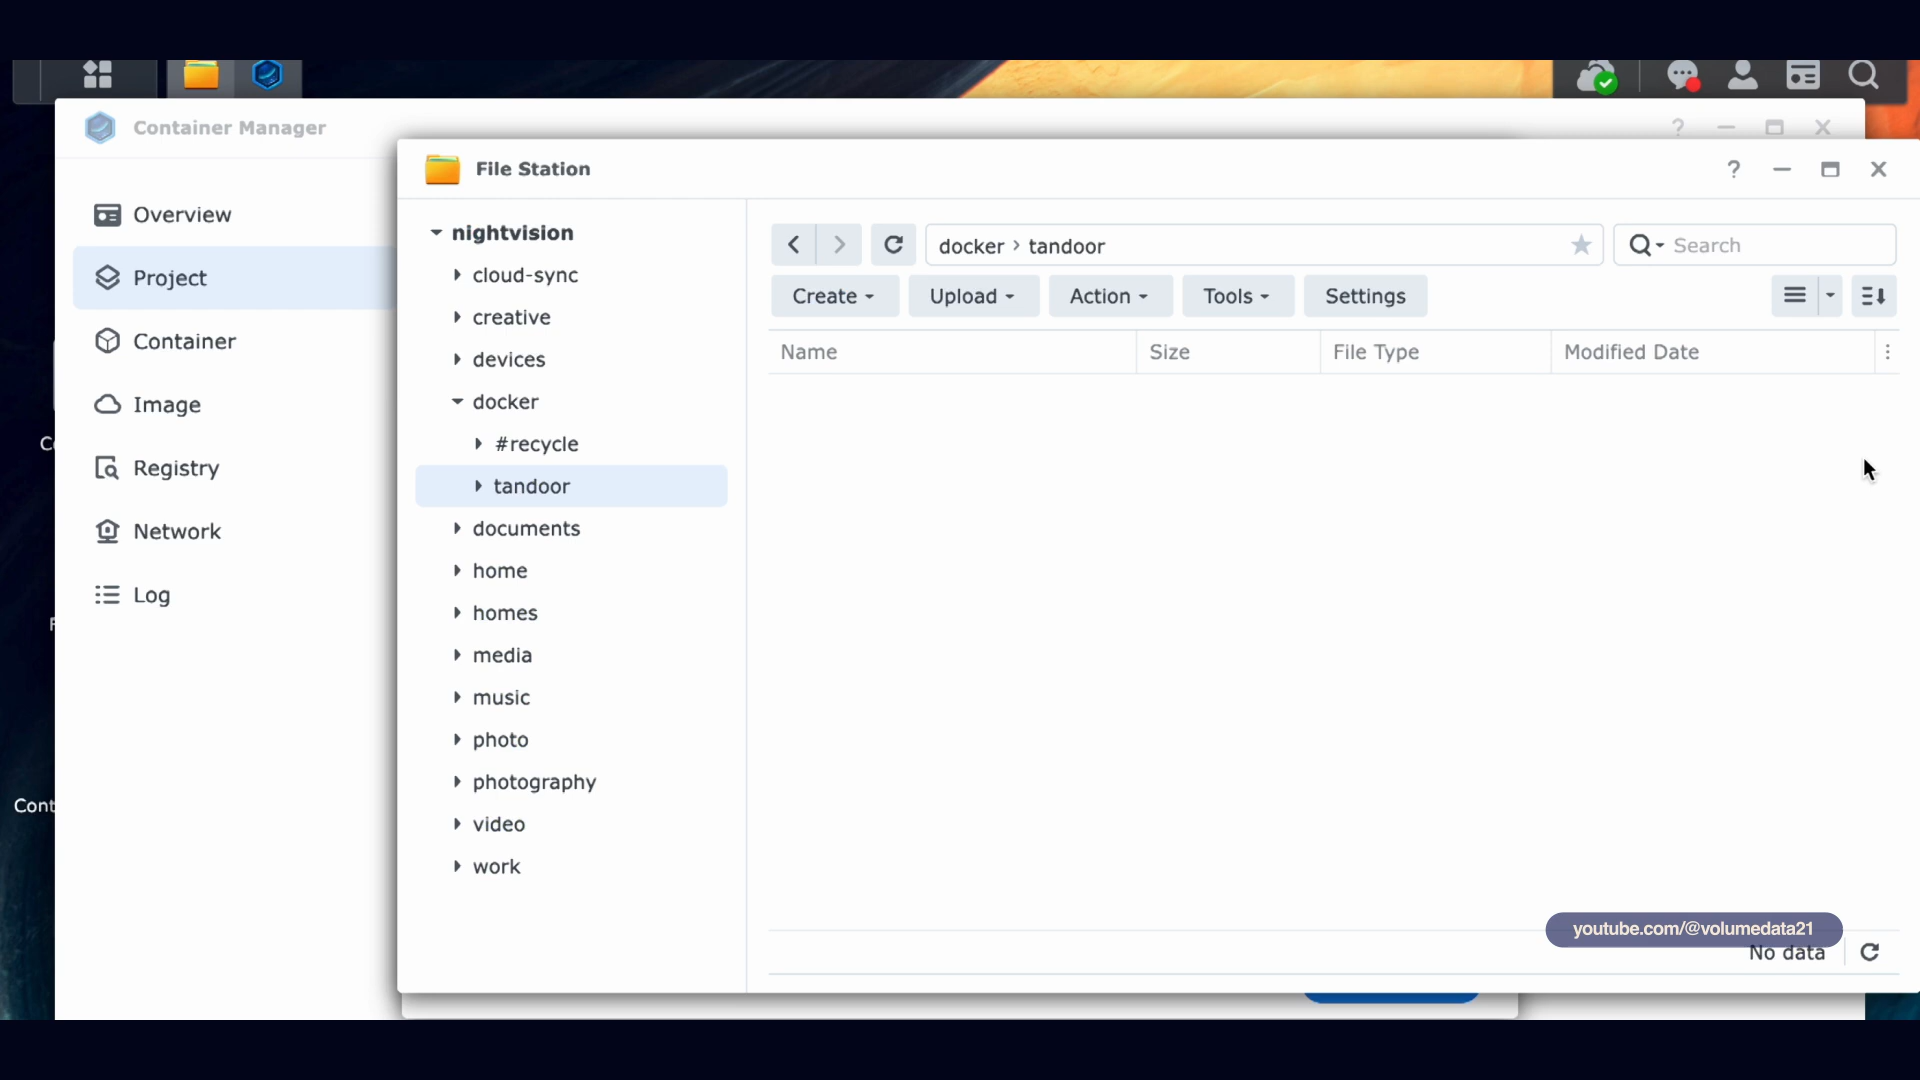 Container Manager
File Station
Overview
Project
Container
Image
Registry
Network
Log
nightvision
cloud-sync
creative
devices
docker
#recycle
tandoor
documents
home
homes
media
music
photo
photography
video
work
docker › tandoor
Search
Create
Upload
Action
Tools
Settings
Name Size File Type Modified Date
youtube.com/@volumedata21
No data
Cont